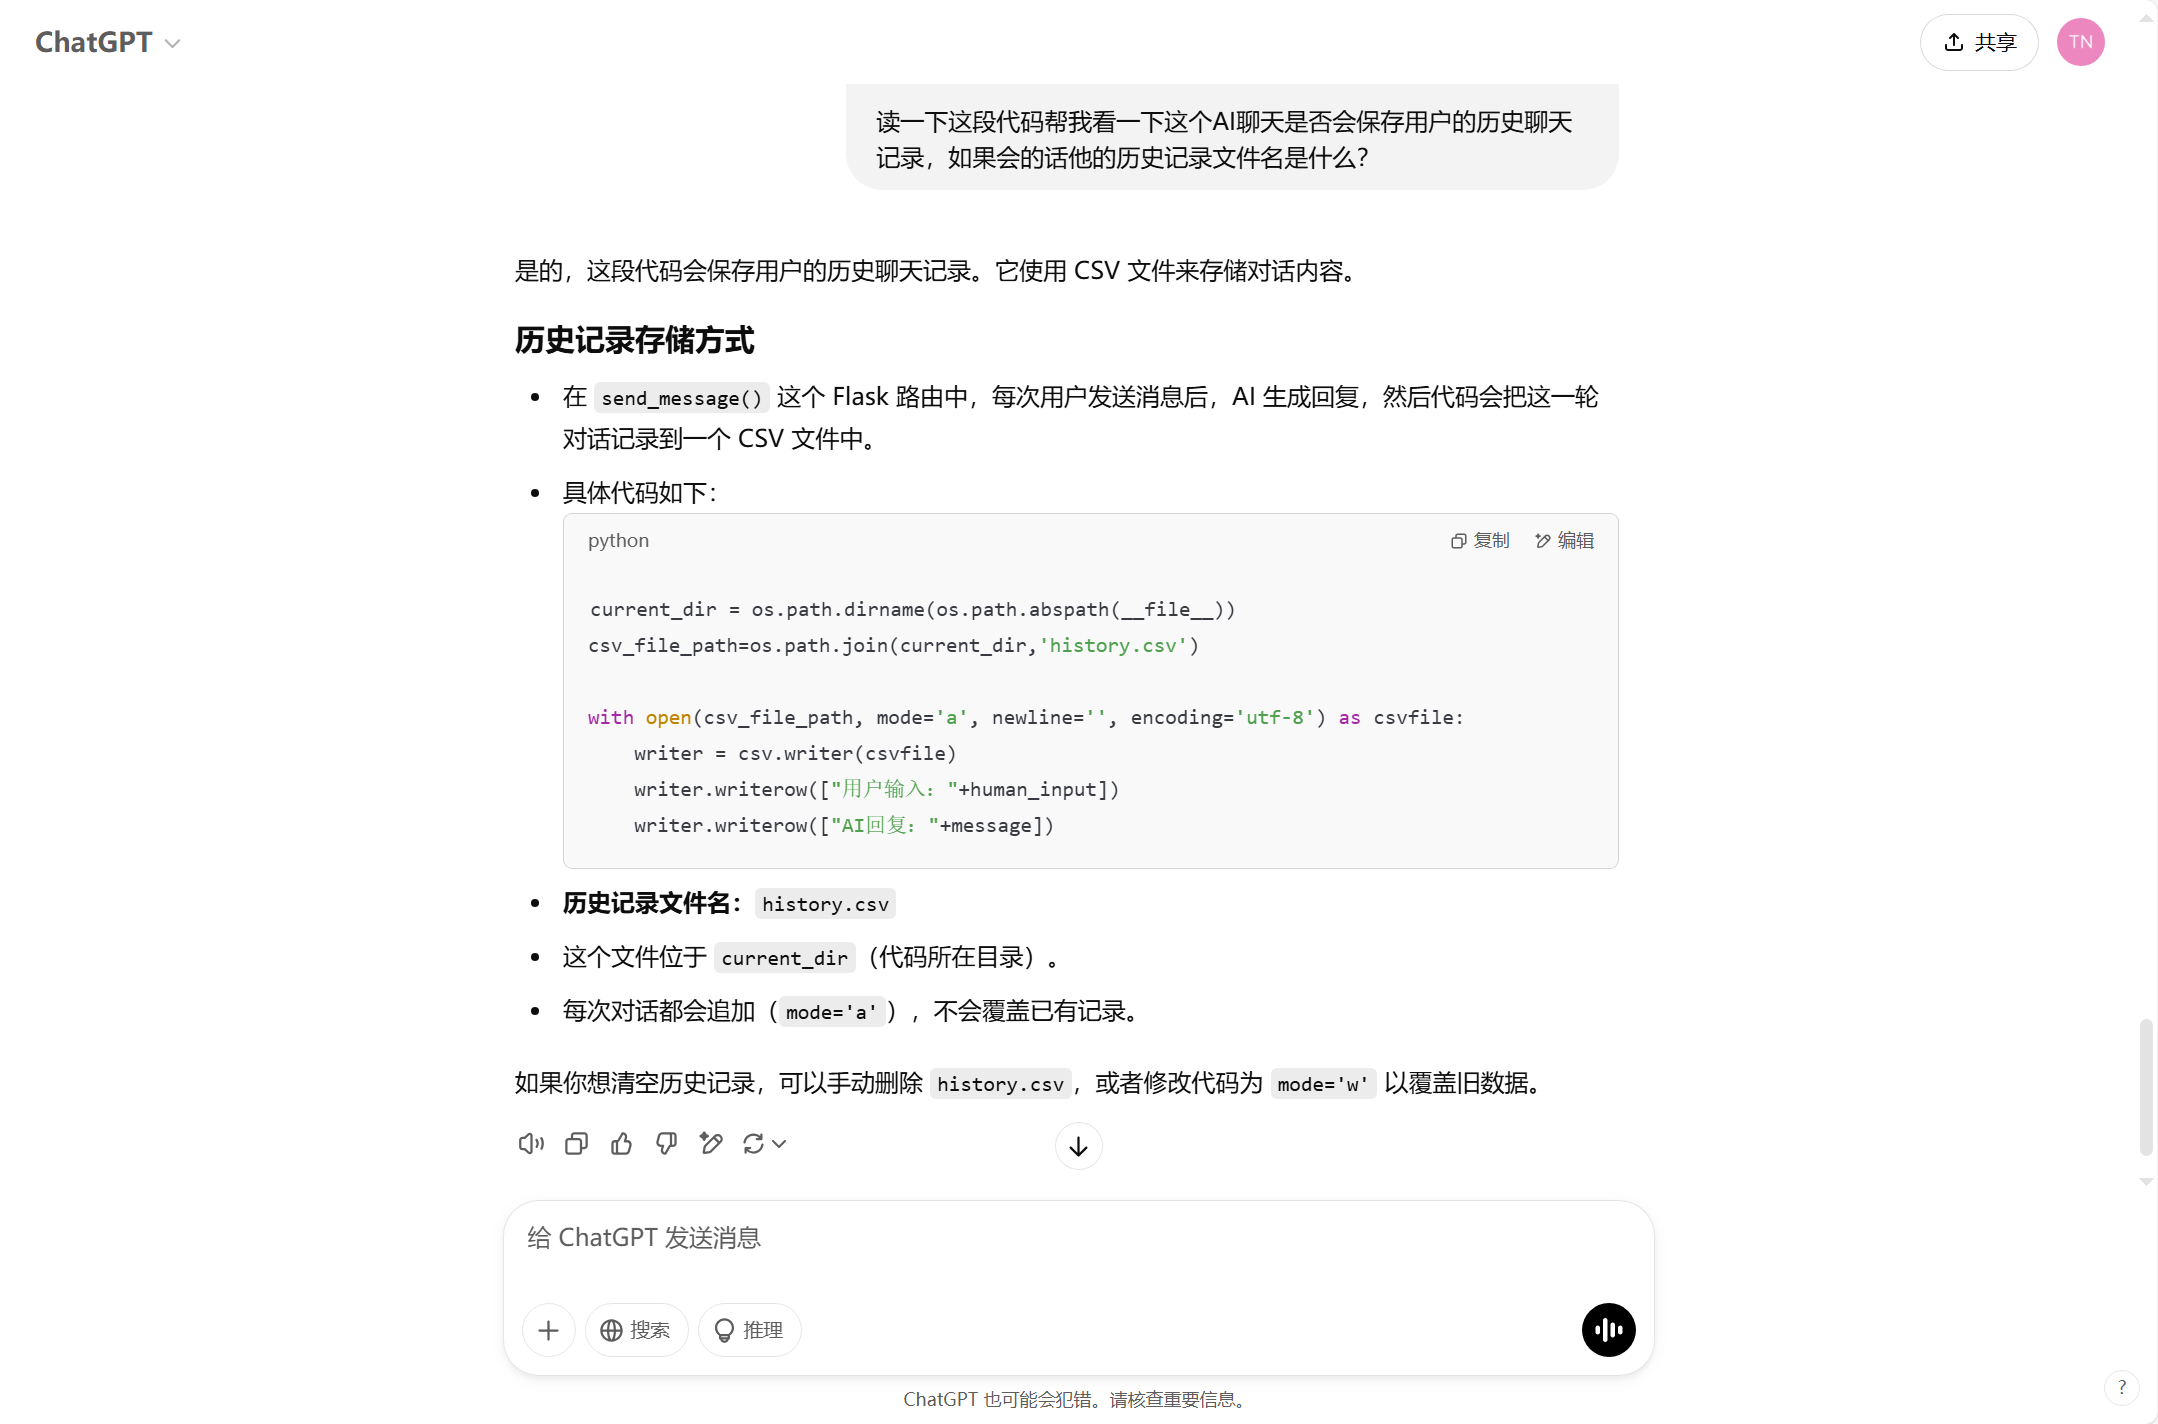 ChatGPT
共享
TN
读一下这段代码帮我看一下这个AI聊天是否会保存用户的历史聊天
记录，如果会的话他的历史记录文件名是什么？
是的，这段代码会保存用户的历史聊天记录。它使用 CSV 文件来存储对话内容。
历史记录存储方式
在 send_message() 这个 Flask 路由中，每次用户发送消息后，AI 生成回复，然后代码会把这一轮
对话记录到一个 CSV 文件中。
具体代码如下：
python
复制
编辑
current_dir = os.path.dirname(os.path.abspath(__file__))
csv_file_path=os.path.join(current_dir,'history.csv')
with open(csv_file_path, mode='a', newline='', encoding='utf-8') as csvfile:
    writer = csv.writer(csvfile)
    writer.writerow(["用户输入："+human_input])
    writer.writerow(["AI回复："+message])
历史记录文件名： history.csv
这个文件位于 current_dir（代码所在目录）。
每次对话都会追加（mode='a'），不会覆盖已有记录。
如果你想清空历史记录，可以手动删除 history.csv，或者修改代码为 mode='w' 以覆盖旧数据。
给 ChatGPT 发送消息
搜索
推理
ChatGPT 也可能会犯错。请核查重要信息。
?